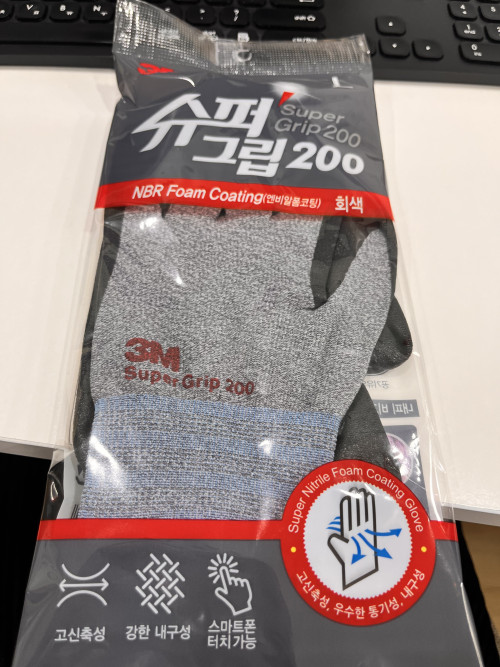 3M
L
슈퍼
Super
Grip 200
그립 200
NBR Foam Coating(엔비알폼코팅)
회색
3M
Super Grip 200
Super Nitrile Foam Coating Glove
고신축성, 우수한 통기성, 내구성
고신축성
강한 내구성
스마트폰
터치가능